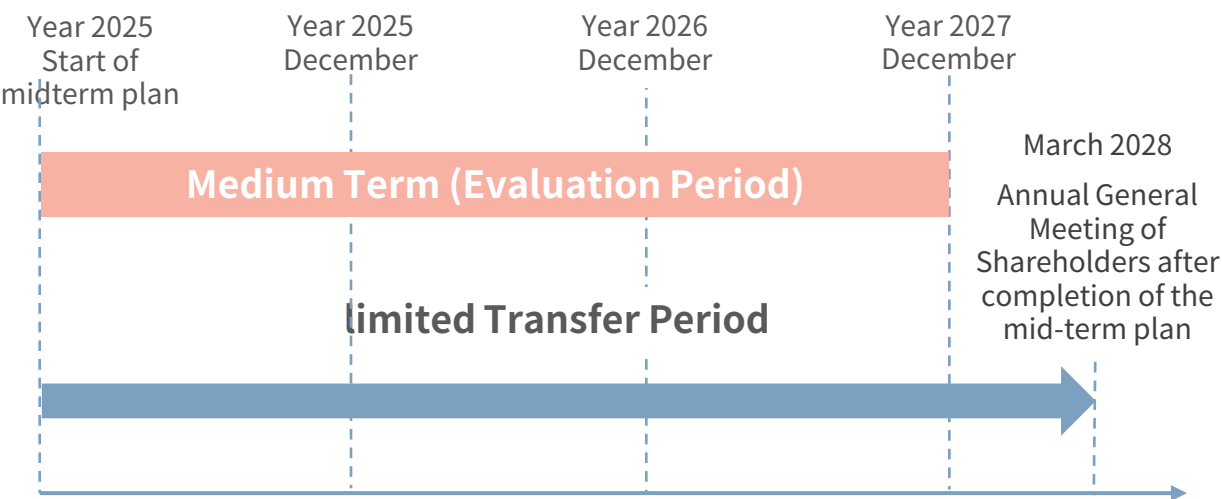 Year 2025
Start of
midterm plan
Year 2025
December
Year 2026
December
Year 2027
December
March 2028
Annual General
Meeting of
Shareholders after
completion of the
mid-term plan
Medium Term (Evaluation Period)
limited Transfer Period